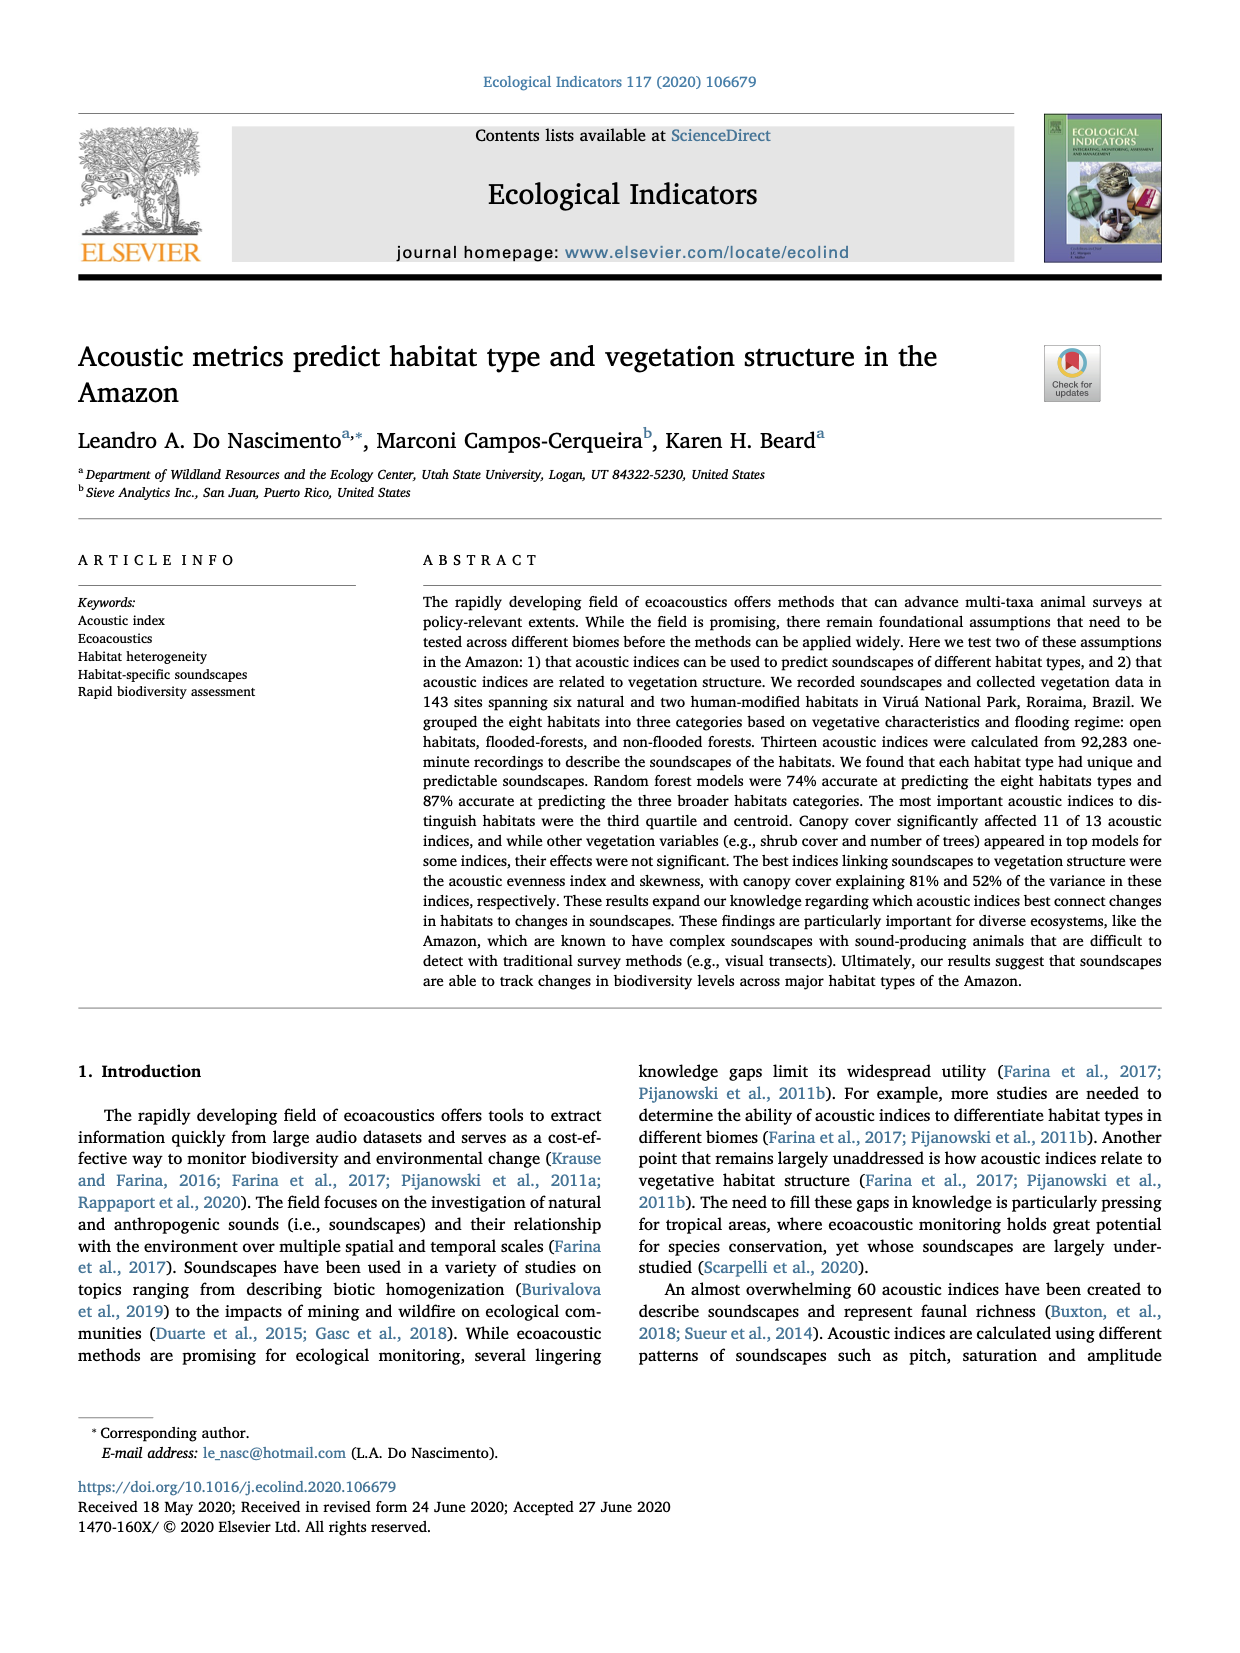 Ecological Indicators 117 (2020) 106679
Contents lists available at ScienceDirect
Ecological Indicators
journal homepage: www.elsevier.com/locate/ecolind
ELSEVIER
ECOLOGICAL
INDICATORS
Acoustic metrics predict habitat type and vegetation structure in the
Amazon
Check for
updates
Leandro A. Do Nascimentoa,*, Marconi Campos-Cerqueirab, Karen H. Bearda
a Department of Wildland Resources and the Ecology Center, Utah State University, Logan, UT 84322-5230, United States
b Sieve Analytics Inc., San Juan, Puerto Rico, United States
ARTICLE INFO
Keywords:
Acoustic index
Ecoacoustics
Habitat heterogeneity
Habitat-specific soundscapes
Rapid biodiversity assessment
ABSTRACT
The rapidly developing field of ecoacoustics offers methods that can advance multi-taxa animal surveys at
policy-relevant extents. While the field is promising, there remain foundational assumptions that need to be
tested across different biomes before the methods can be applied widely. Here we test two of these assumptions
in the Amazon: 1) that acoustic indices can be used to predict soundscapes of different habitat types, and 2) that
acoustic indices are related to vegetation structure. We recorded soundscapes and collected vegetation data in
143 sites spanning six natural and two human-modified habitats in Viruá National Park, Roraima, Brazil. We
grouped the eight habitats into three categories based on vegetative characteristics and flooding regime: open
habitats, flooded-forests, and non-flooded forests. Thirteen acoustic indices were calculated from 92,283 one-
minute recordings to describe the soundscapes of the habitats. We found that each habitat type had unique and
predictable soundscapes. Random forest models were 74% accurate at predicting the eight habitats types and
87% accurate at predicting the three broader habitats categories. The most important acoustic indices to dis-
tinguish habitats were the third quartile and centroid. Canopy cover significantly affected 11 of 13 acoustic
indices, and while other vegetation variables (e.g., shrub cover and number of trees) appeared in top models for
some indices, their effects were not significant. The best indices linking soundscapes to vegetation structure were
the acoustic evenness index and skewness, with canopy cover explaining 81% and 52% of the variance in these
indices, respectively. These results expand our knowledge regarding which acoustic indices best connect changes
in habitats to changes in soundscapes. These findings are particularly important for diverse ecosystems, like the
Amazon, which are known to have complex soundscapes with sound-producing animals that are difficult to
detect with traditional survey methods (e.g., visual transects). Ultimately, our results suggest that soundscapes
are able to track changes in biodiversity levels across major habitat types of the Amazon.
1. Introduction
The rapidly developing field of ecoacoustics offers tools to extract
information quickly from large audio datasets and serves as a cost-ef-
fective way to monitor biodiversity and environmental change (Krause
and Farina, 2016; Farina et al., 2017; Pijanowski et al., 2011a;
Rappaport et al., 2020). The field focuses on the investigation of natural
and anthropogenic sounds (i.e., soundscapes) and their relationship
with the environment over multiple spatial and temporal scales (Farina
et al., 2017). Soundscapes have been used in a variety of studies on
topics ranging from describing biotic homogenization (Burivalova
et al., 2019) to the impacts of mining and wildfire on ecological com-
munities (Duarte et al., 2015; Gasc et al., 2018). While ecoacoustic
methods are promising for ecological monitoring, several lingering
knowledge gaps limit its widespread utility (Farina et al., 2017;
Pijanowski et al., 2011b). For example, more studies are needed to
determine the ability of acoustic indices to differentiate habitat types in
different biomes (Farina et al., 2017; Pijanowski et al., 2011b). Another
point that remains largely unaddressed is how acoustic indices relate to
vegetative habitat structure (Farina et al., 2017; Pijanowski et al.,
2011b). The need to fill these gaps in knowledge is particularly pressing
for tropical areas, where ecoacoustic monitoring holds great potential
for species conservation, yet whose soundscapes are largely under-
studied (Scarpelli et al., 2020).
An almost overwhelming 60 acoustic indices have been created to
describe soundscapes and represent faunal richness (Buxton, et al.,
2018; Sueur et al., 2014). Acoustic indices are calculated using different
patterns of soundscapes such as pitch, saturation and amplitude
* Corresponding author.
E-mail address: le_nasc@hotmail.com (L.A. Do Nascimento).
https://doi.org/10.1016/j.ecolind.2020.106679
Received 18 May 2020; Received in revised form 24 June 2020; Accepted 27 June 2020
1470-160X/ © 2020 Elsevier Ltd. All rights reserved.